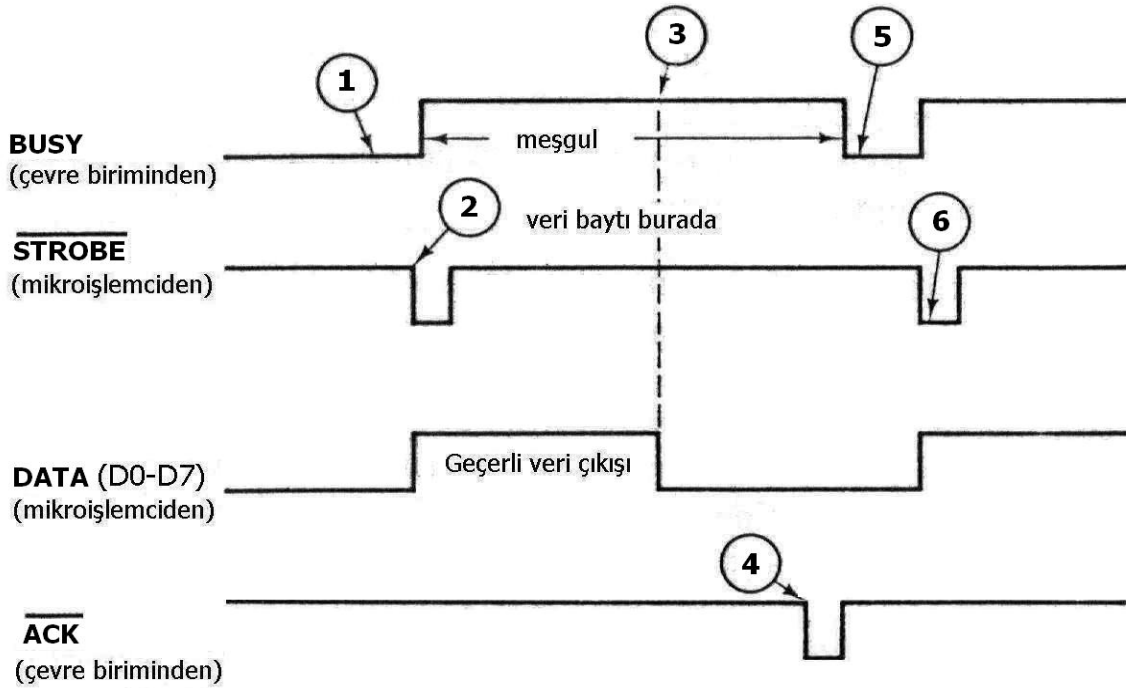 3
5
1
BUSY
(çevre biriminden)
meşgul
2
veri baytı burada
6
STROBE
(mikroişlemciden)
DATA (D0-D7)
(mikroişlemciden)
Geçerli veri çıkışı
4
ACK
(çevre biriminden)